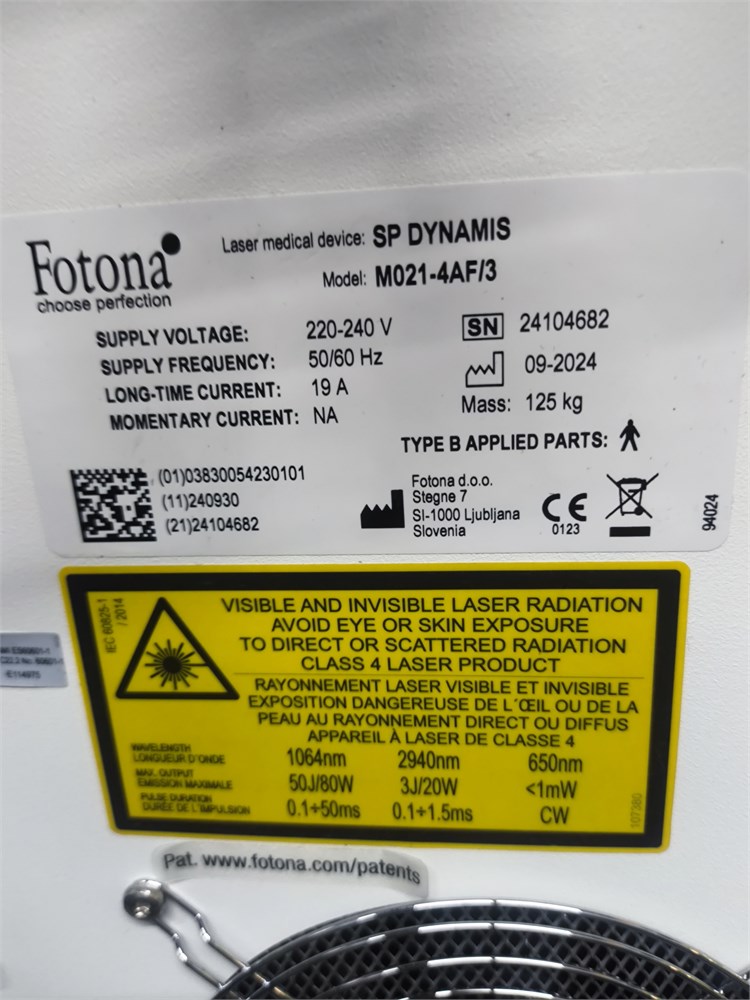 Fotona
choose perfection
Laser medical device: SP DYNAMIS
Model: M021-4AF/3
SUPPLY VOLTAGE: 220-240 V
SUPPLY FREQUENCY: 50/60 Hz
LONG-TIME CURRENT: 19 A
MOMENTARY CURRENT: NA
SN 24104682
09-2024
Mass: 125 kg
TYPE B APPLIED PARTS:
(01)03830054230101
(11)240930
(21)24104682
Fotona d.o.o.
Stegne 7
SI-1000 Ljubljana
Slovenia
CE
0123
94024
IEC 60825-1
/ 2014
VISIBLE AND INVISIBLE LASER RADIATION
AVOID EYE OR SKIN EXPOSURE
TO DIRECT OR SCATTERED RADIATION
CLASS 4 LASER PRODUCT
RAYONNEMENT LASER VISIBLE ET INVISIBLE
EXPOSITION DANGEREUSE DE L´ŒIL OU DE LA
PEAU AU RAYONNEMENT DIRECT OU DIFFUS
APPAREIL À LASER DE CLASSE 4
WAVELENGTH
LONGUEUR D'ONDE 1064nm 2940nm 650nm
MAX. OUTPUT
EMISSION MAXIMALE 50J/80W 3J/20W <1mW
PULSE DURATION
DURÉE DE L'IMPULSION 0.1÷50ms 0.1÷1.5ms CW
107380
Pat. www.fotona.com/patents